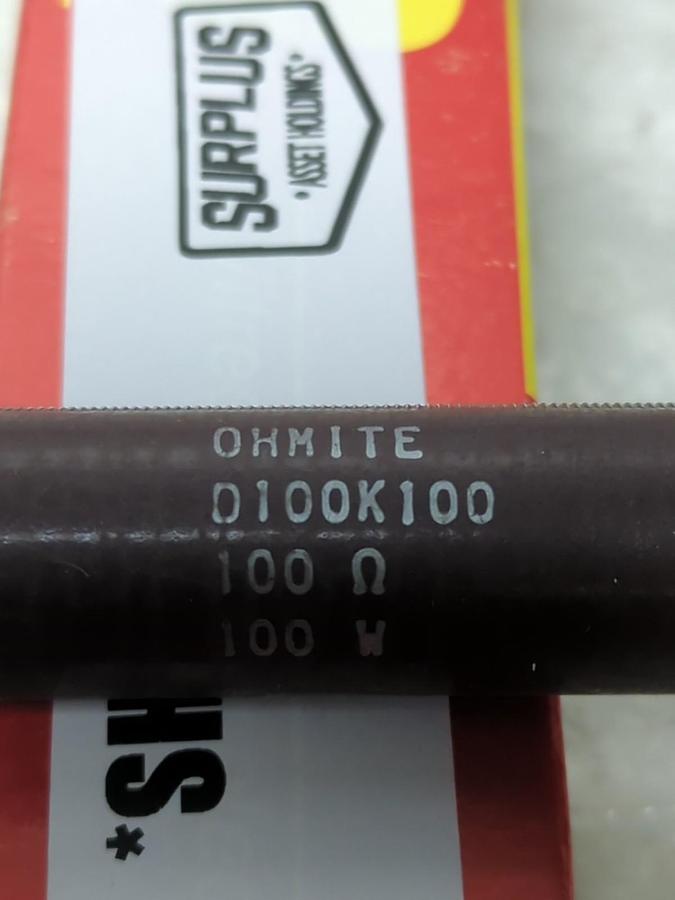 SURPLUS
*ASSET HOLDINGS*
OHMITE
D100K100
100 Ω
100 W
*SH